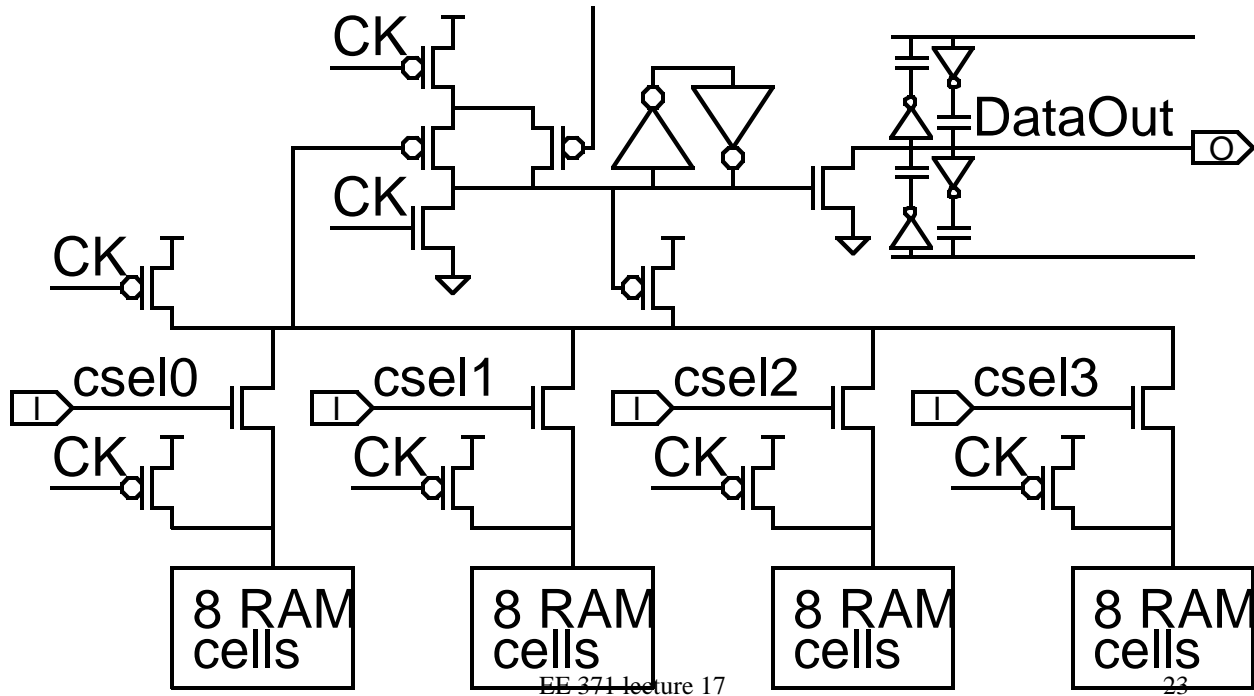 CK
DataOut
O
CK
CK
csel0 csel1 csel2 csel3
I I I I
CK CK CK CK
8 RAM cells
8 RAM cells
8 RAM cells
8 RAM cells
EE 371 lecture 17 23